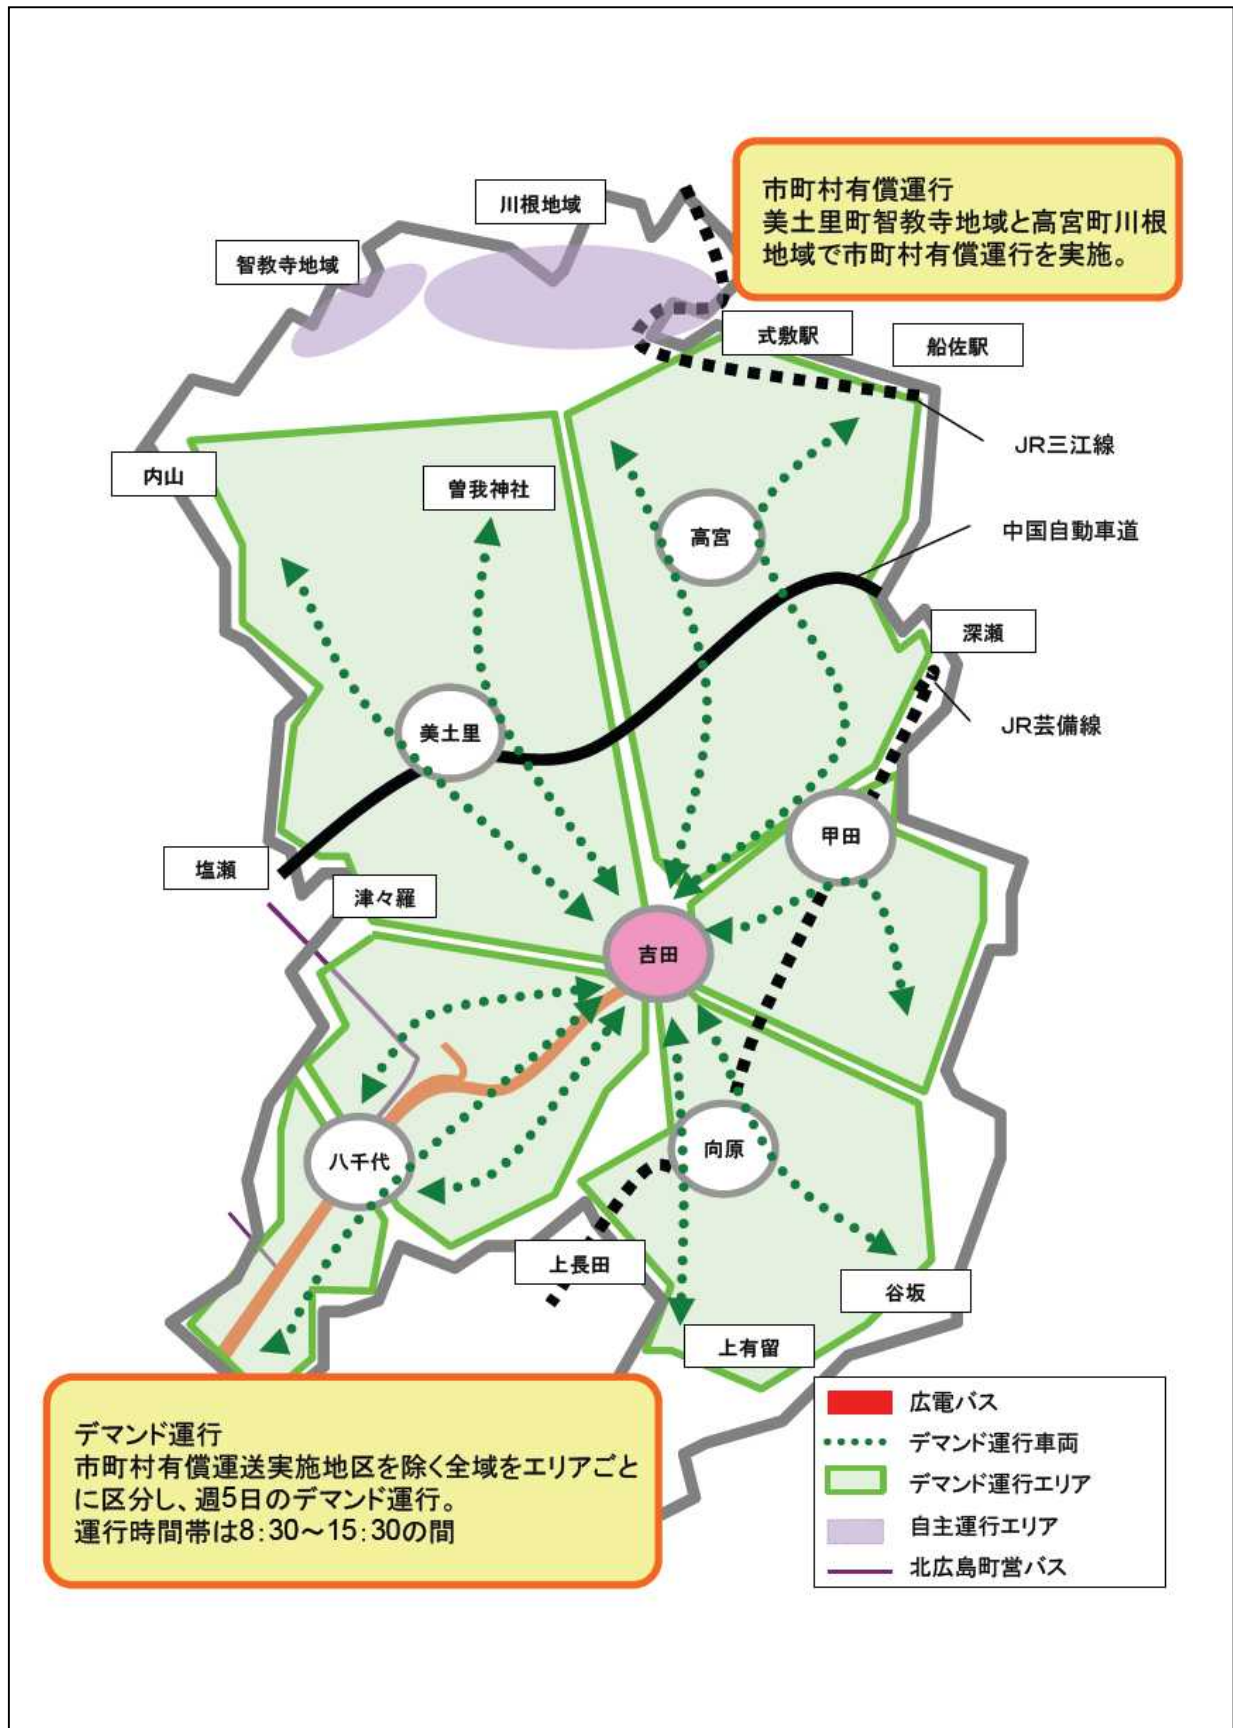 市町村有償運行
美土里町智教寺地域と高宮町川根
地域で市町村有償運行を実施。
川根地域
智教寺地域
式敷駅
船佐駅
JR三江線
内山
曽我神社
高宮
中国自動車道
深瀬
JR芸備線
美土里
甲田
塩瀬
津々羅
吉田
八千代
向原
上長田
谷坂
上有留
デマンド運行
市町村有償運送実施地区を除く全域をエリアごと
に区分し、週5日のデマンド運行。
運行時間帯は8:30～15:30の間
広電バス
デマンド運行車両
デマンド運行エリア
自主運行エリア
北広島町営バス